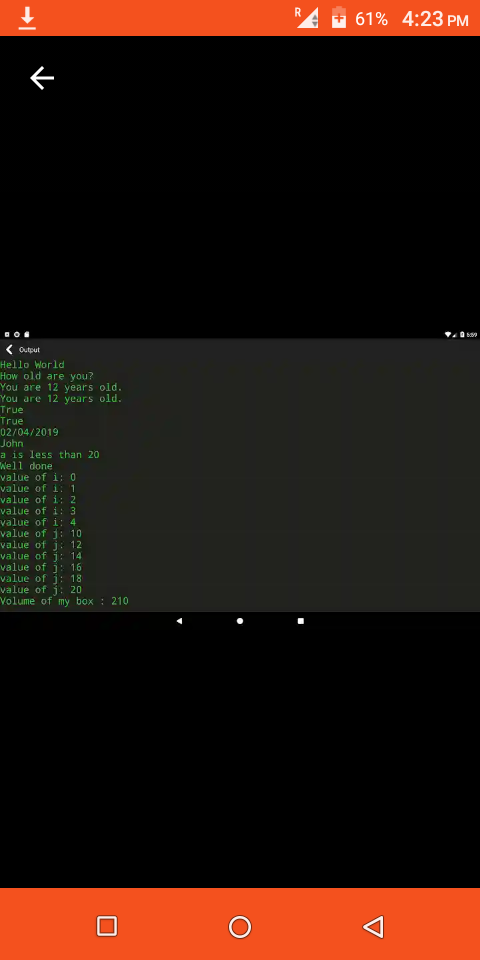 R 61% 4:23 PM
5:59
Output
Hello World
How old are you?
You are 12 years old.
You are 12 years old.
True
True
02/04/2019
John
a is less than 20
Well done
value of i: 0
value of i: 1
value of i: 2
value of i: 3
value of i: 4
value of j: 10
value of j: 12
value of j: 14
value of j: 16
value of j: 18
value of j: 20
Volume of my box : 210